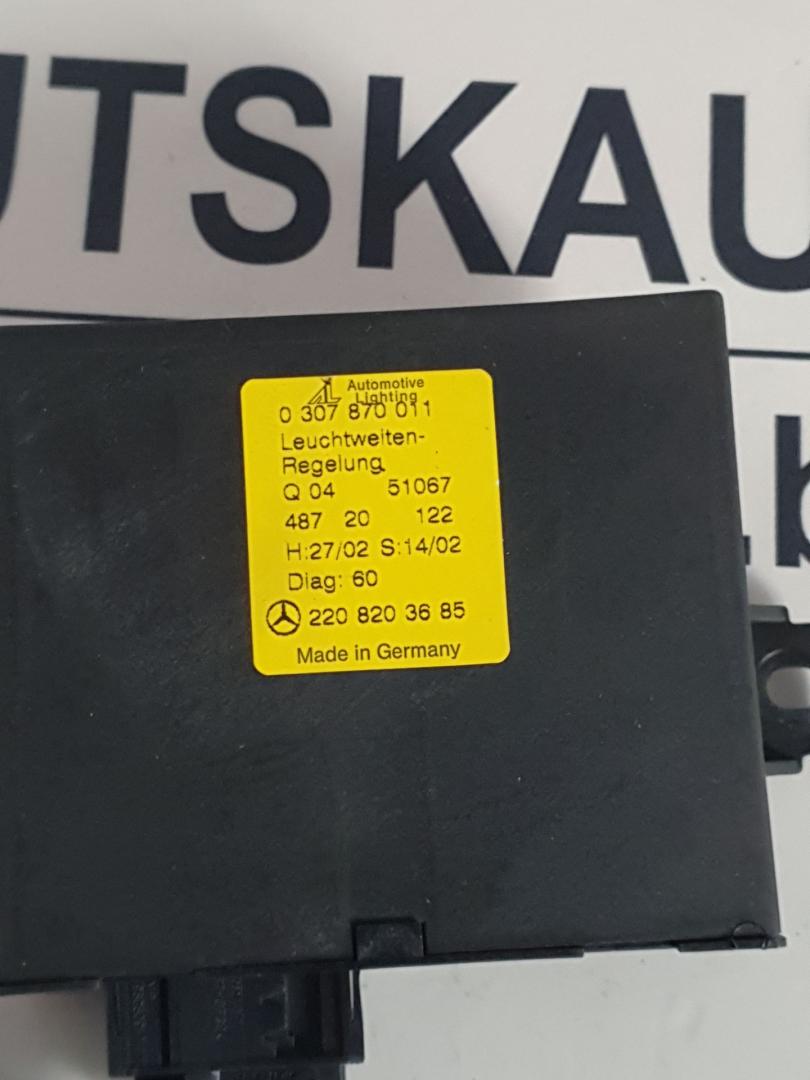 UTSKAU
.b
Automotive
Lighting
0 307 870 011
Leuchtweiten-
Regelung
Q 04 51067
487 20 122
H:27/02 S:14/02
Diag: 60
220 820 36 85
Made in Germany